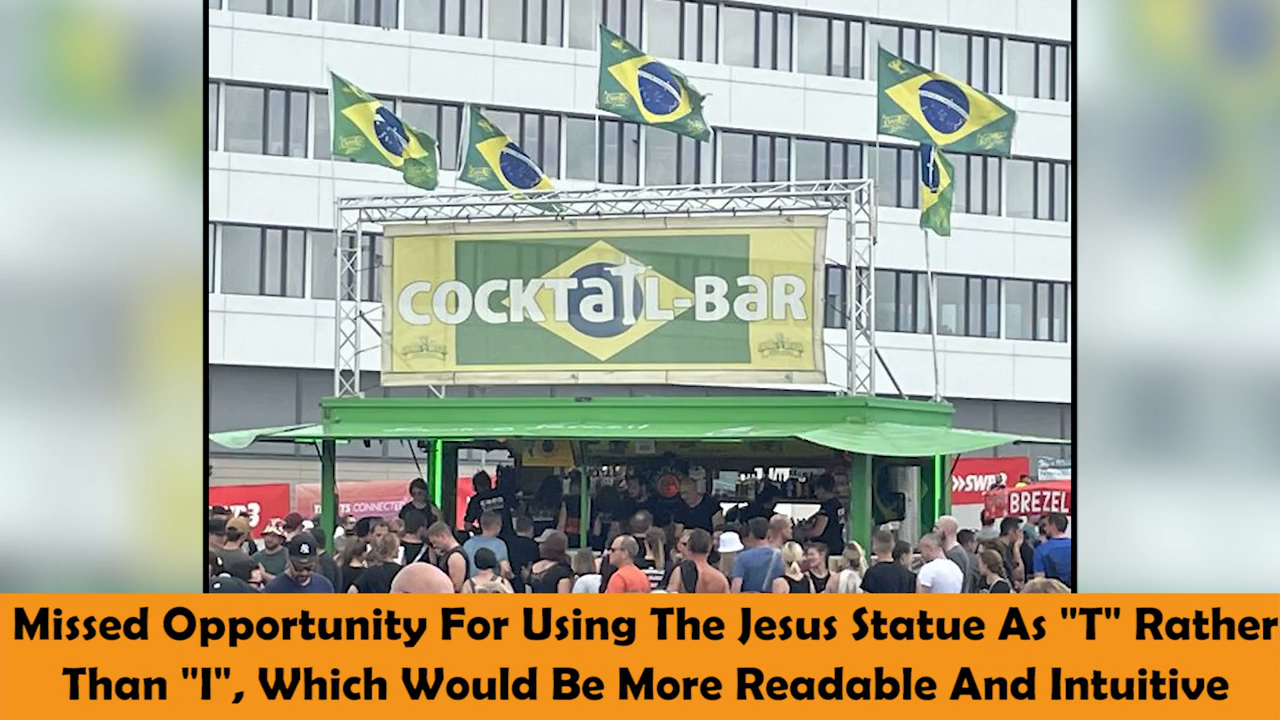 COCKTaIL-BaR
SWR
BREZEL
Missed Opportunity For Using The Jesus Statue As "T" Rather
Than "I", Which Would Be More Readable And Intuitive